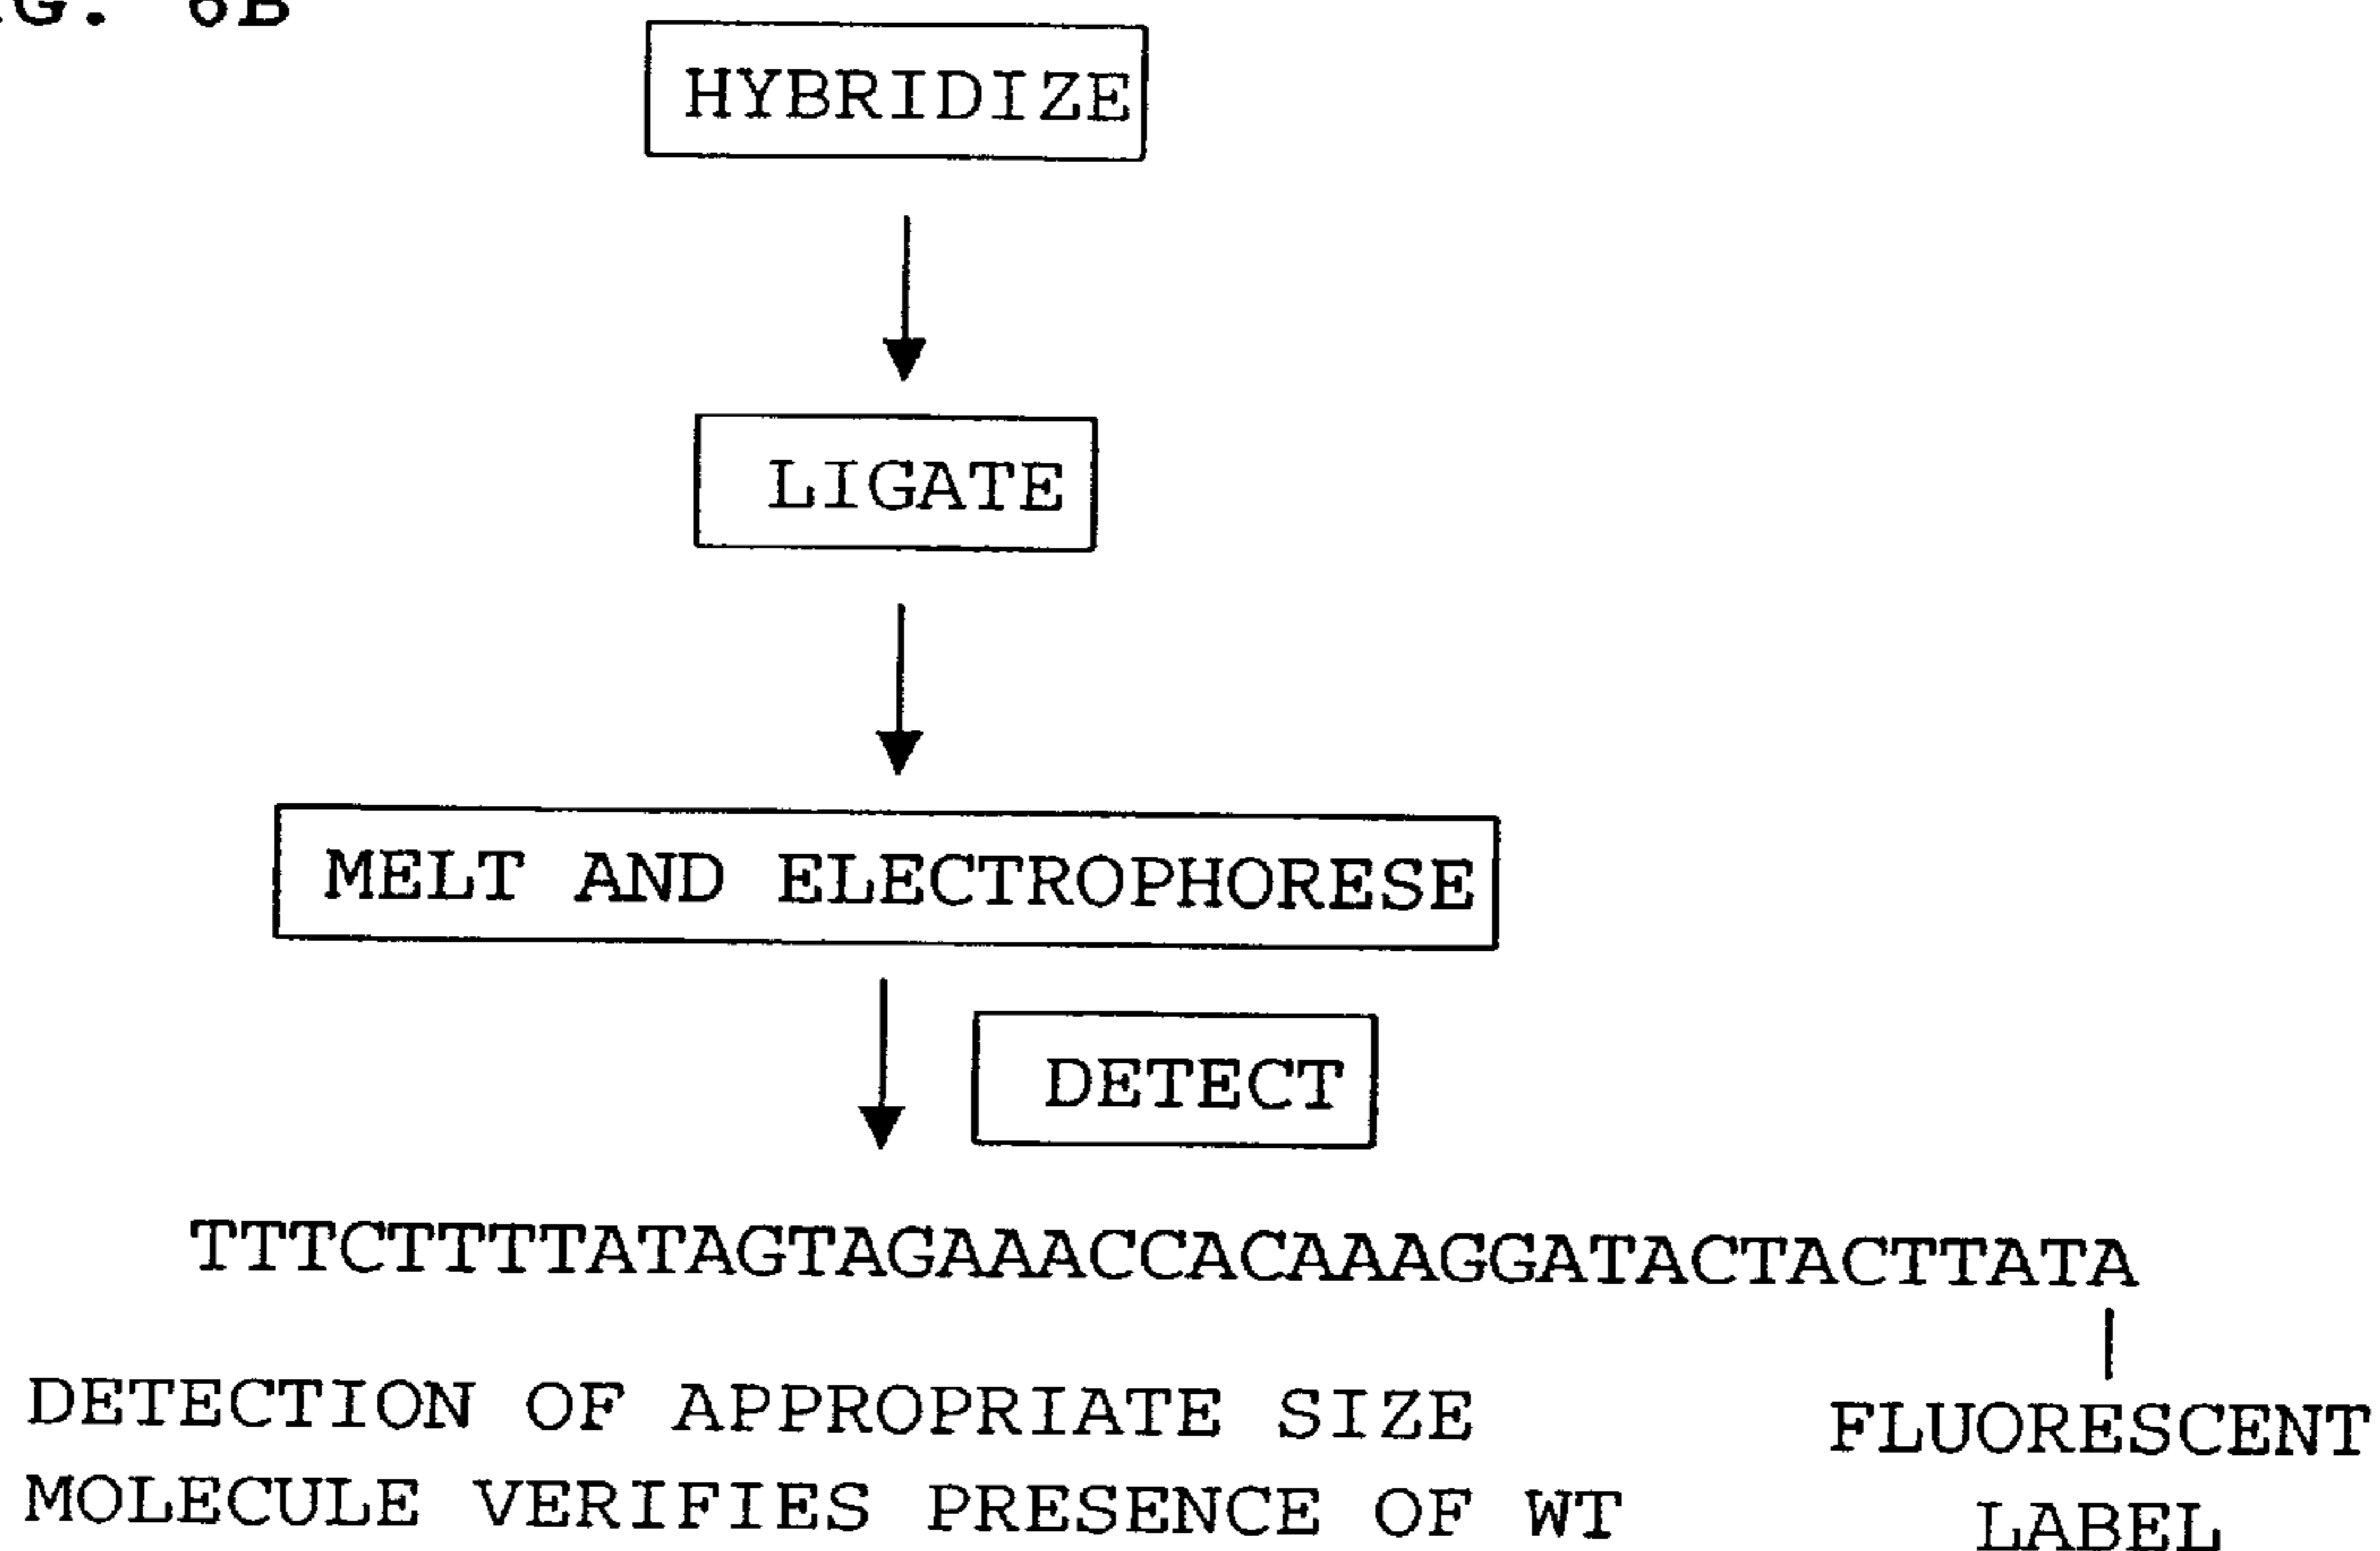 HYBRIDIZE
LIGATE
MELT AND ELECTROPHORESE
DETECT
TTTCTTTTATAGTAGAAACCACAAAGGATACTACTTATA
DETECTION OF APPROPRIATE SIZE
MOLECULE VERIFIES PRESENCE OF WT
FLUORESCENT
LABEL